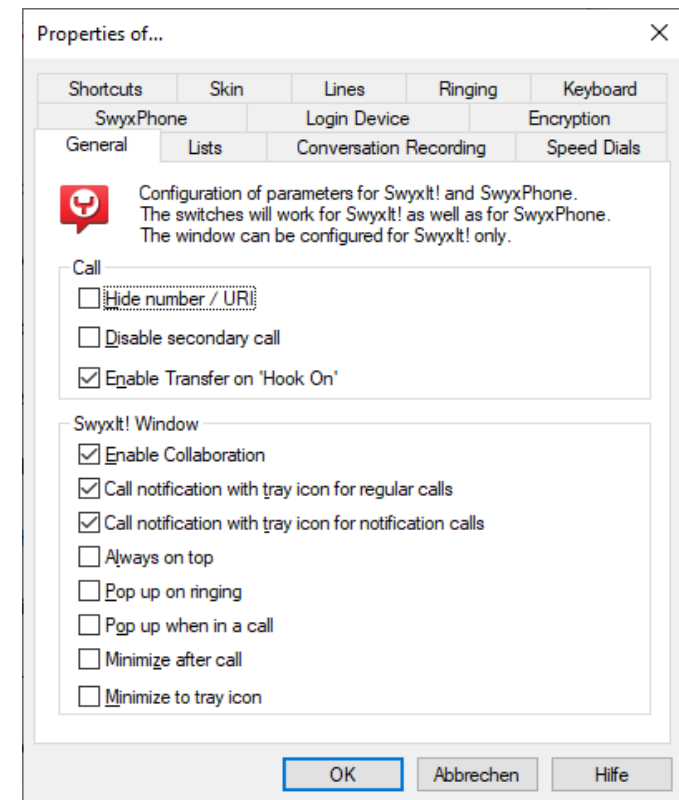 Properties of...
Shortcuts Skin Lines Ringing Keyboard
SwyxPhone Login Device Encryption
General Lists Conversation Recording Speed Dials
Configuration of parameters for SwyxIt! and SwyxPhone.
The switches will work for SwyxIt! as well as for SwyxPhone.
The window can be configured for SwyxIt! only.
Call
Hide number / URI
Disable secondary call
Enable Transfer on 'Hook On'
SwyxIt! Window
Enable Collaboration
Call notification with tray icon for regular calls
Call notification with tray icon for notification calls
Always on top
Pop up on ringing
Pop up when in a call
Minimize after call
Minimize to tray icon
OK Abbrechen Hilfe